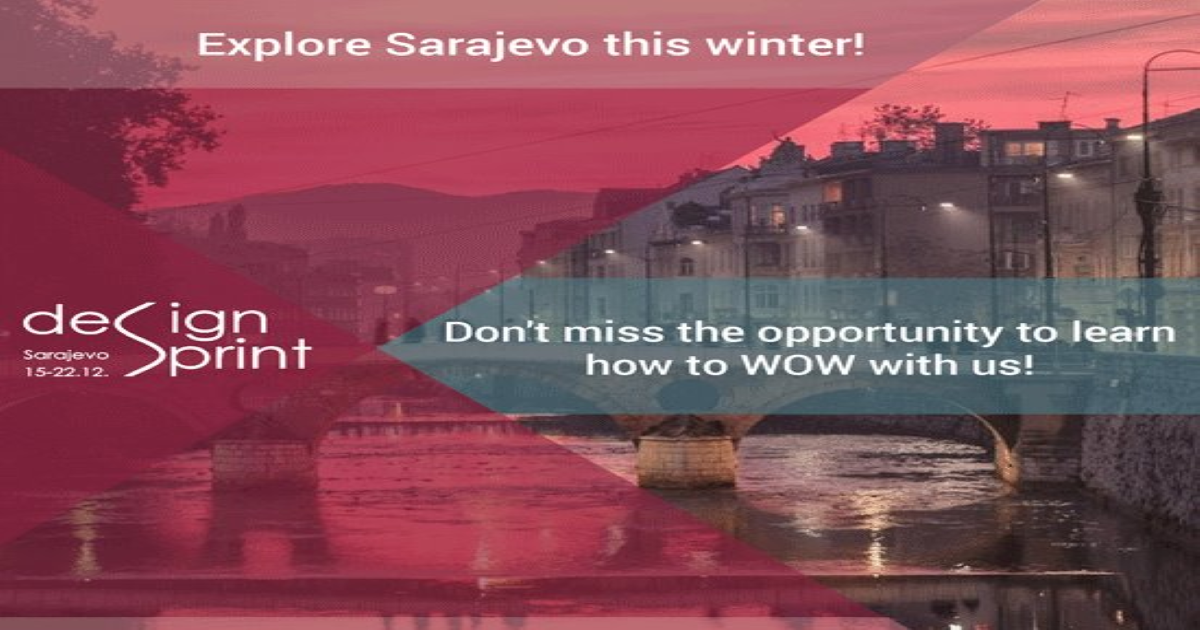 Explore Sarajevo this winter!
deSign
Sprint
Sarajevo
15-22.12.
Don't miss the opportunity to learn
how to WOW with us!